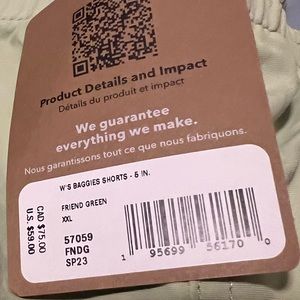 Product Details and Impact
Détails du produit et impact
We guarantee
everything we make.
Nous garantissons tout ce que nous fabriquons.
W'S BAGGIES SHORTS - 5 IN.
FRIEND GREEN
XXL
CAD $75.00
U.S. $59.00
57059
FNDG
SP23
1 95699 56170 0